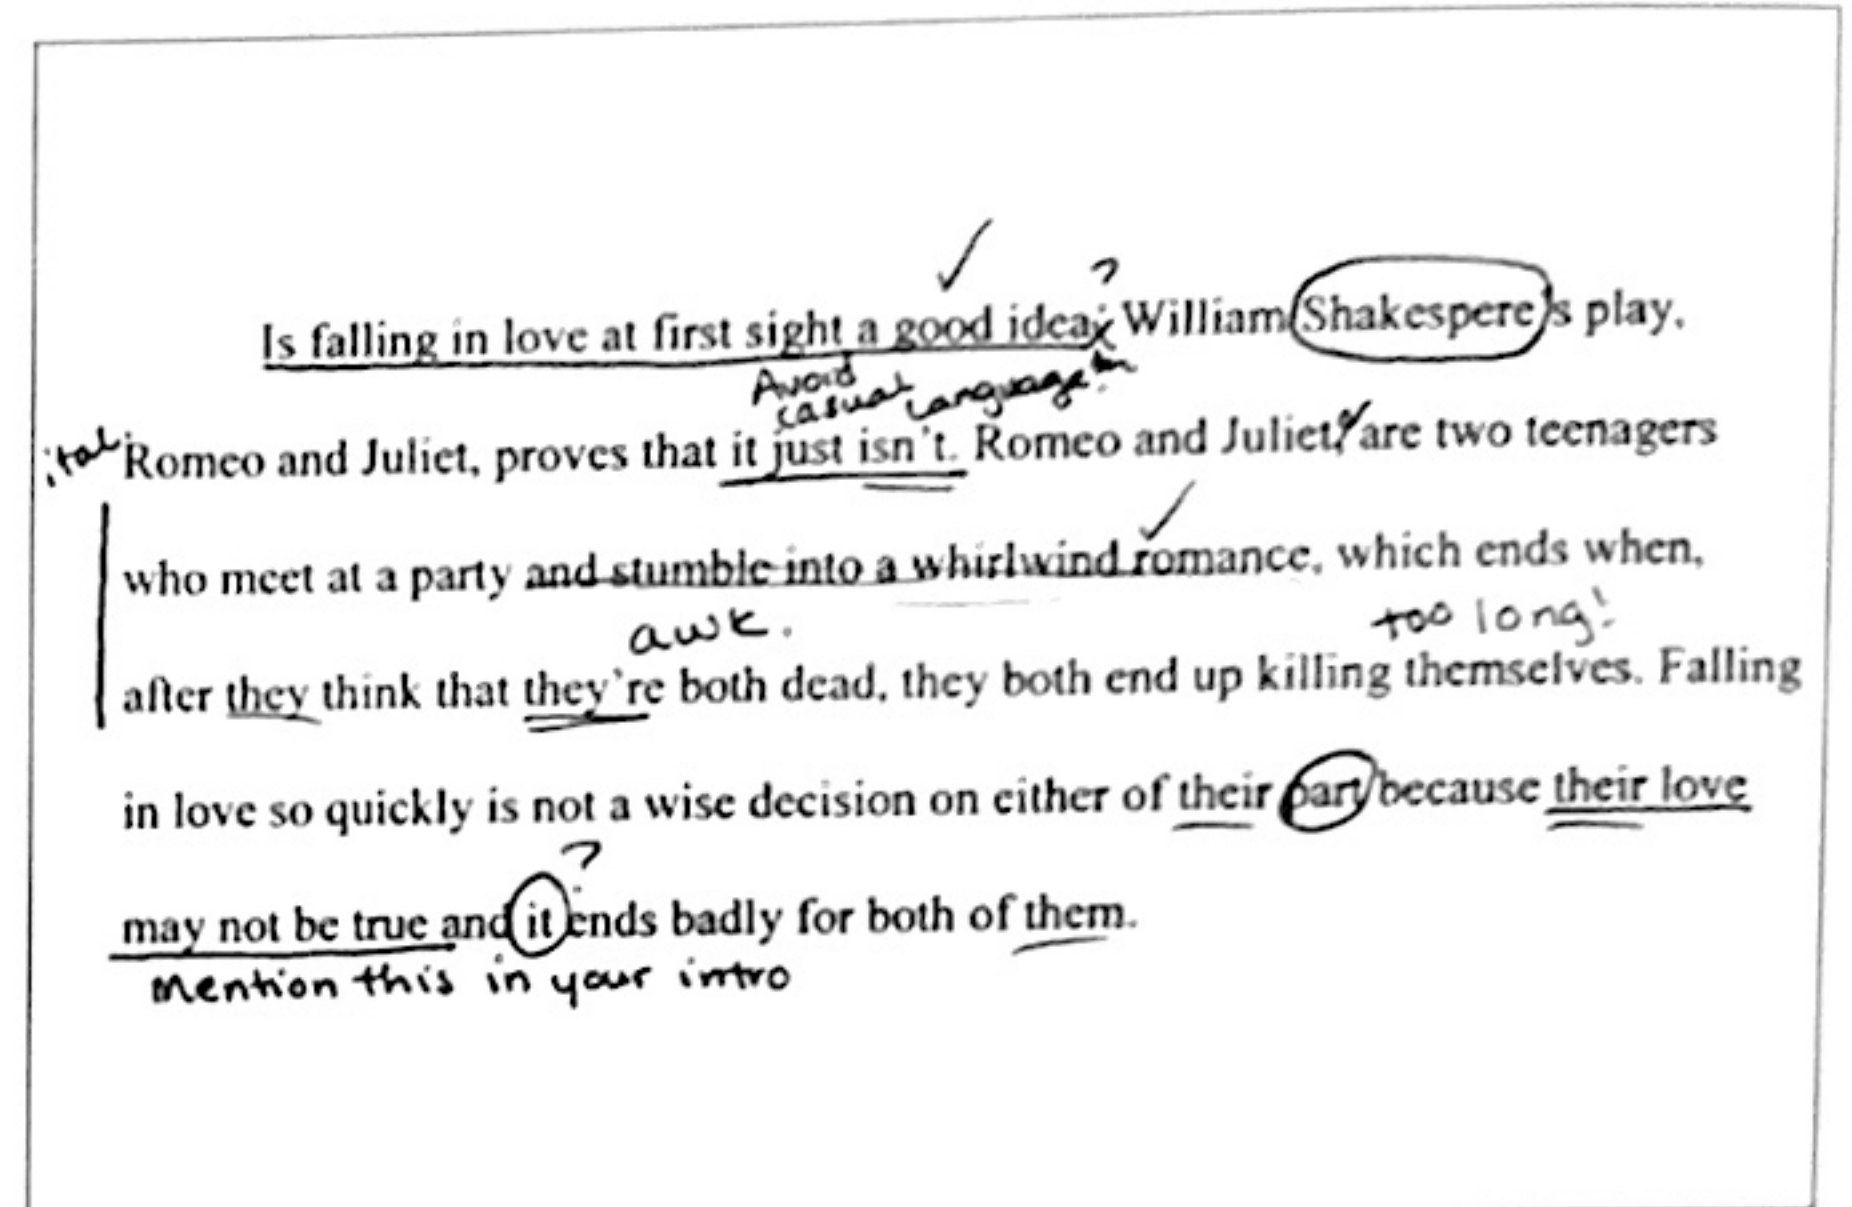 ?
Is falling in love at first sight a good idea; William Shakespere's play,
Avoid
casual language!
ital. Romeo and Juliet, proves that it just isn't. Romeo and Juliet, are two teenagers
who meet at a party and stumble into a whirlwind romance, which ends when,
awk. too long!
after they think that they're both dead, they both end up killing themselves. Falling
in love so quickly is not a wise decision on either of their part because their love
?
may not be true and it ends badly for both of them.
Mention this in your intro